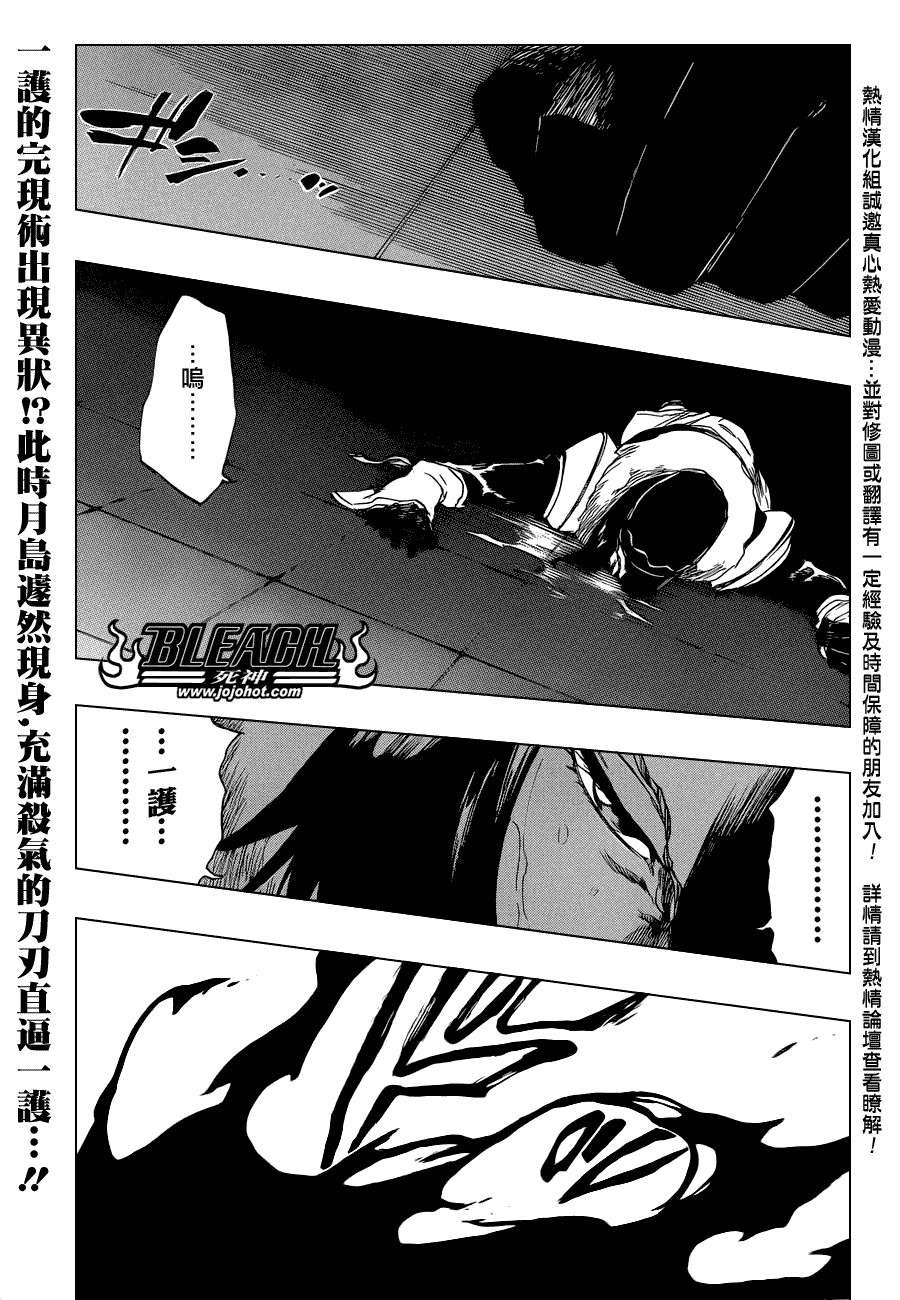 熱情漢化組誠邀真心熱愛動漫…並對修圖或翻譯有一定經驗及時間保障的朋友加入！ 詳情請到熱情論壇查看瞭解！
…嗚………
BLEACH
死神
www.jojohot.com
………
…一護…
………
一護的完現術出現異狀!?此時月島遽然現身,充滿殺氣的刀刃直逼一護…!!